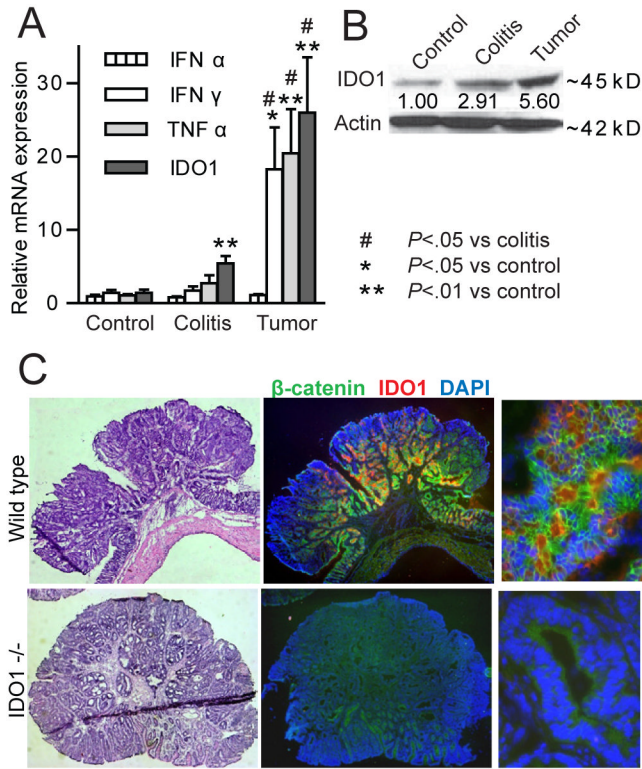 A
Relative mRNA expression
30
20
10
0
IFN α
IFN γ
TNF α
IDO1
**
#
*
#
**
#
**
Control
Colitis
Tumor
B
Control
Colitis
Tumor
IDO1
~45 kD
1.00
2.91
5.60
Actin
~42 kD
# P<.05 vs colitis
* P<.05 vs control
** P<.01 vs control
C
β-catenin IDO1 DAPI
Wild type
IDO1 -/-